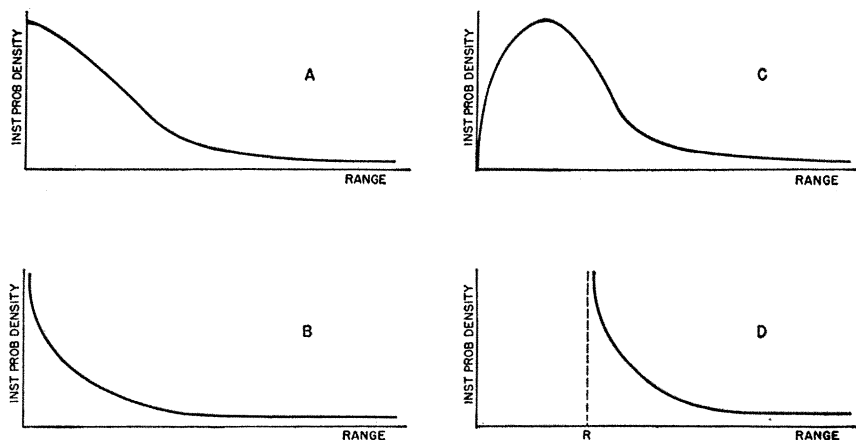 INST PROB DENSITY
A
RANGE
INST PROB DENSITY
C
RANGE
INST PROB DENSITY
B
RANGE
INST PROB DENSITY
D
R
RANGE